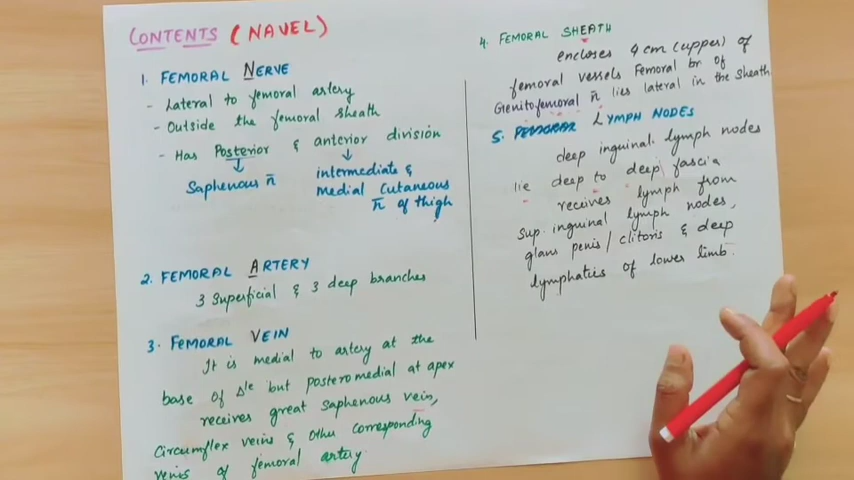 CONTENTS (NAVEL)
1. FEMORAL NERVE
- Lateral to femoral artery
- Outside the femoral sheath
- Has Posterior & anterior division
Saphenous n̄
intermediate &
medial cutaneous
n̄ of thigh
2. FEMORAL ARTERY
3 Superficial & 3 deep branches
3. FEMORAL VEIN
It is medial to artery at the
base of Δle but posteromedial at apex
receives great saphenous vein,
Circumflex veins & other corresponding
venis of femoral artery
4. FEMORAL SHEATH
encloses 4 cm (upper) of
femoral vessels Femoral br. of
Genitofemoral n̄ lies lateral in the sheath
5. LYMPH NODES
deep inguinal lymph nodes
lie deep to deep fascia
receives lymph from
sup. inguinal lymph nodes,
glans penis/clitoris & deep
lymphatics of lower limb.